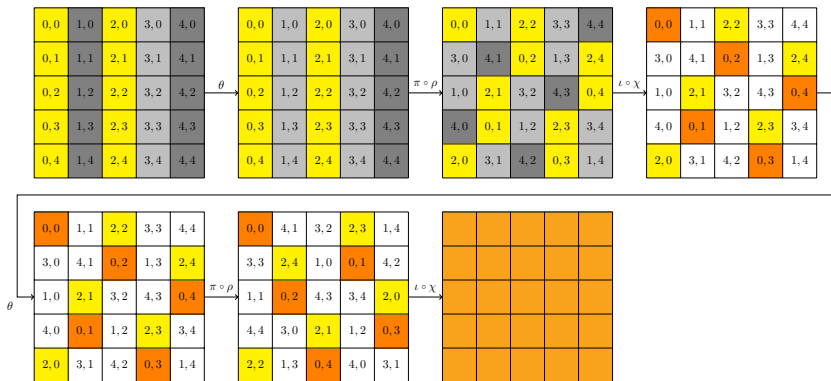 0, 0 1, 0 2, 0 3, 0 4, 0 0, 0 1, 0 2, 0 3, 0 4, 0 0, 0 1, 1 2, 2 3, 3 4, 4 0, 0 1, 1 2, 2 3, 3 4, 4
0, 1 1, 1 2, 1 3, 1 4, 1 0, 1 1, 1 2, 1 3, 1 4, 1 3, 0 4, 1 0, 2 1, 3 2, 4 3, 0 4, 1 0, 2 1, 3 2, 4
θ π ∘ ρ ι ∘ χ
0, 2 1, 2 2, 2 3, 2 4, 2 0, 2 1, 2 2, 2 3, 2 4, 2 1, 0 2, 1 3, 2 4, 3 0, 4 1, 0 2, 1 3, 2 4, 3 0, 4
0, 3 1, 3 2, 3 3, 3 4, 3 0, 3 1, 3 2, 3 3, 3 4, 3 4, 0 0, 1 1, 2 2, 3 3, 4 4, 0 0, 1 1, 2 2, 3 3, 4
0, 4 1, 4 2, 4 3, 4 4, 4 0, 4 1, 4 2, 4 3, 4 4, 4 2, 0 3, 1 4, 2 0, 3 1, 4 2, 0 3, 1 4, 2 0, 3 1, 4
0, 0 1, 1 2, 2 3, 3 4, 4 0, 0 4, 1 3, 2 2, 3 1, 4
3, 0 4, 1 0, 2 1, 3 2, 4 3, 3 2, 4 1, 0 0, 1 4, 2
π ∘ ρ ι ∘ χ
1, 0 2, 1 3, 2 4, 3 0, 4 1, 1 0, 2 4, 3 3, 4 2, 0
θ
4, 0 0, 1 1, 2 2, 3 3, 4 4, 4 3, 0 2, 1 1, 2 0, 3
2, 0 3, 1 4, 2 0, 3 1, 4 2, 2 1, 3 0, 4 4, 0 3, 1